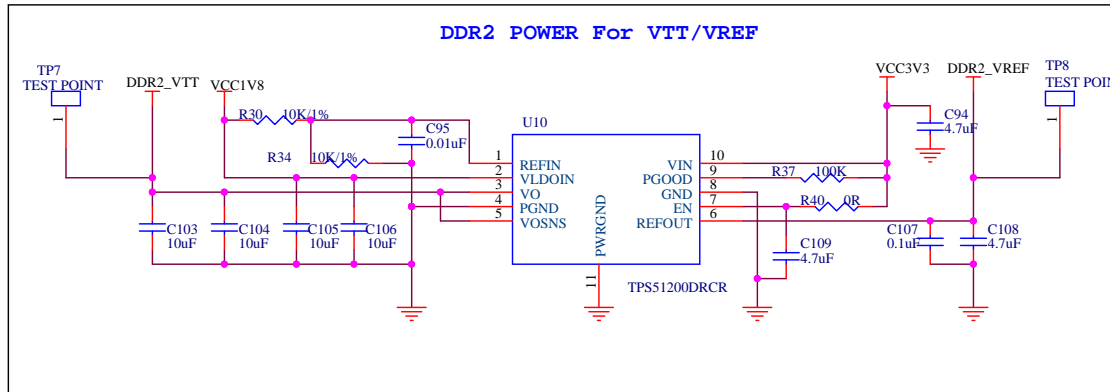 DDR2 POWER For VTT/VREF
TP7
TEST POINT
1
DDR2_VTT
VCC1V8
R30 10K/1%
C95
0.01uF
R34 10K/1%
C103
10uF
C104
10uF
C105
10uF
C106
10uF
U10
1 REFIN
2 VLDOIN
3 VO
4 PGND
5 VOSNS
VIN 10
PGOOD 9
GND 8
EN 7
REFOUT 6
PWRGND
11
TPS51200DRCR
VCC3V3
DDR2_VREF
TP8
TEST POIN
1
C94
4.7uF
R37 100K
R40 0R
C109
4.7uF
C107
0.1uF
C108
4.7uF